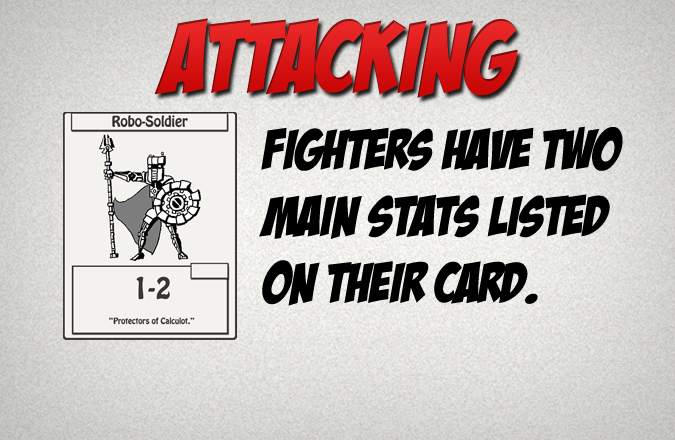 ATTACKING
Robo-Soldier
FIGHTERS HAVE TWO
MAIN STATS LISTED
ON THEIR CARD.
1-2
"Protectors of Calculot."